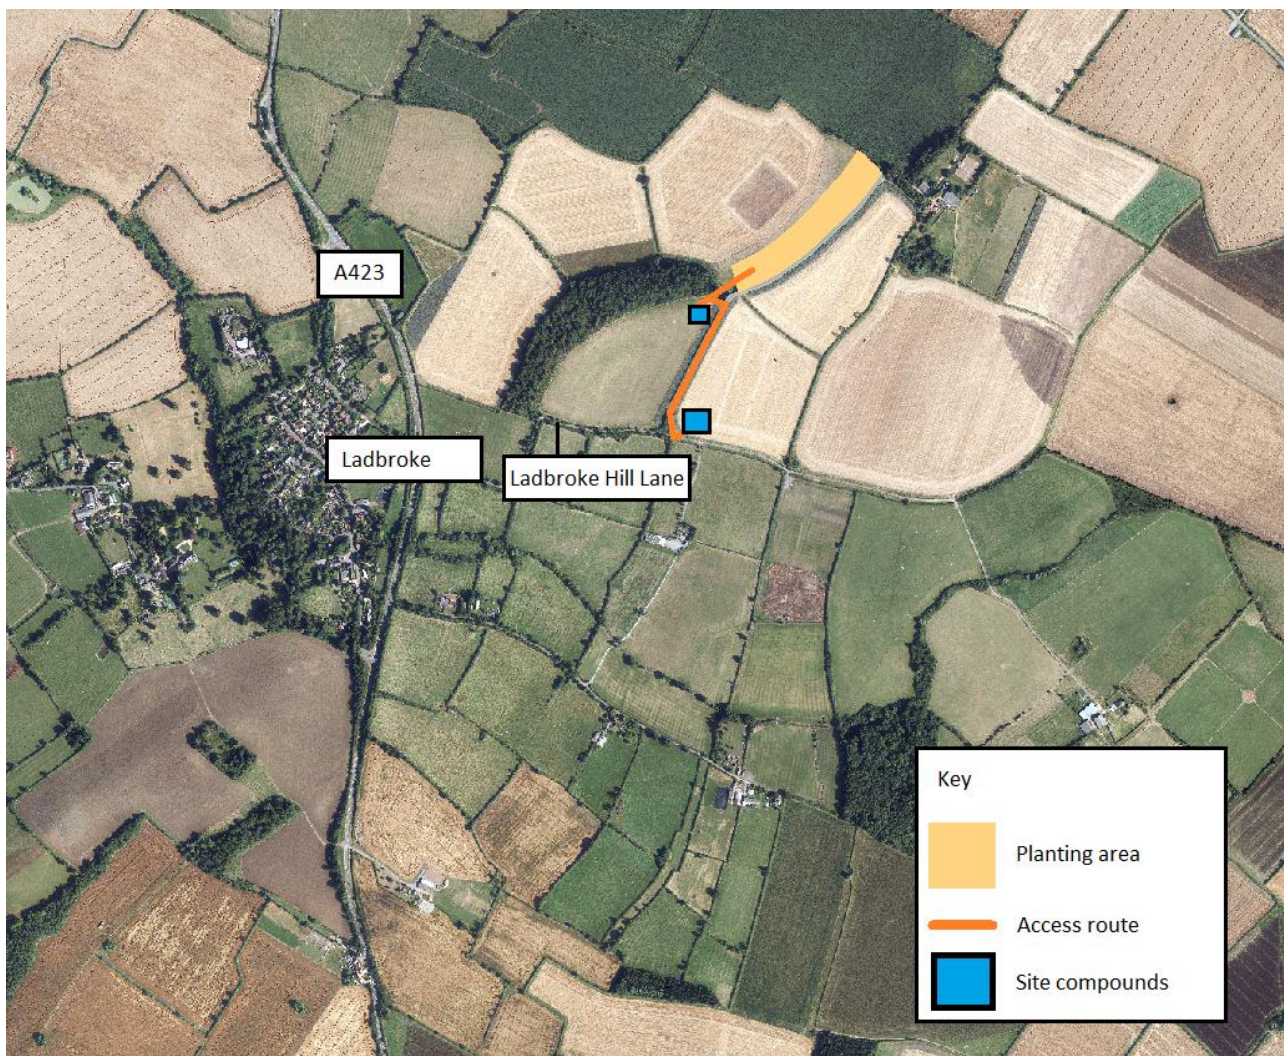 A423
Ladbroke
Ladbroke Hill Lane
Key
Planting area
Access route
Site compounds